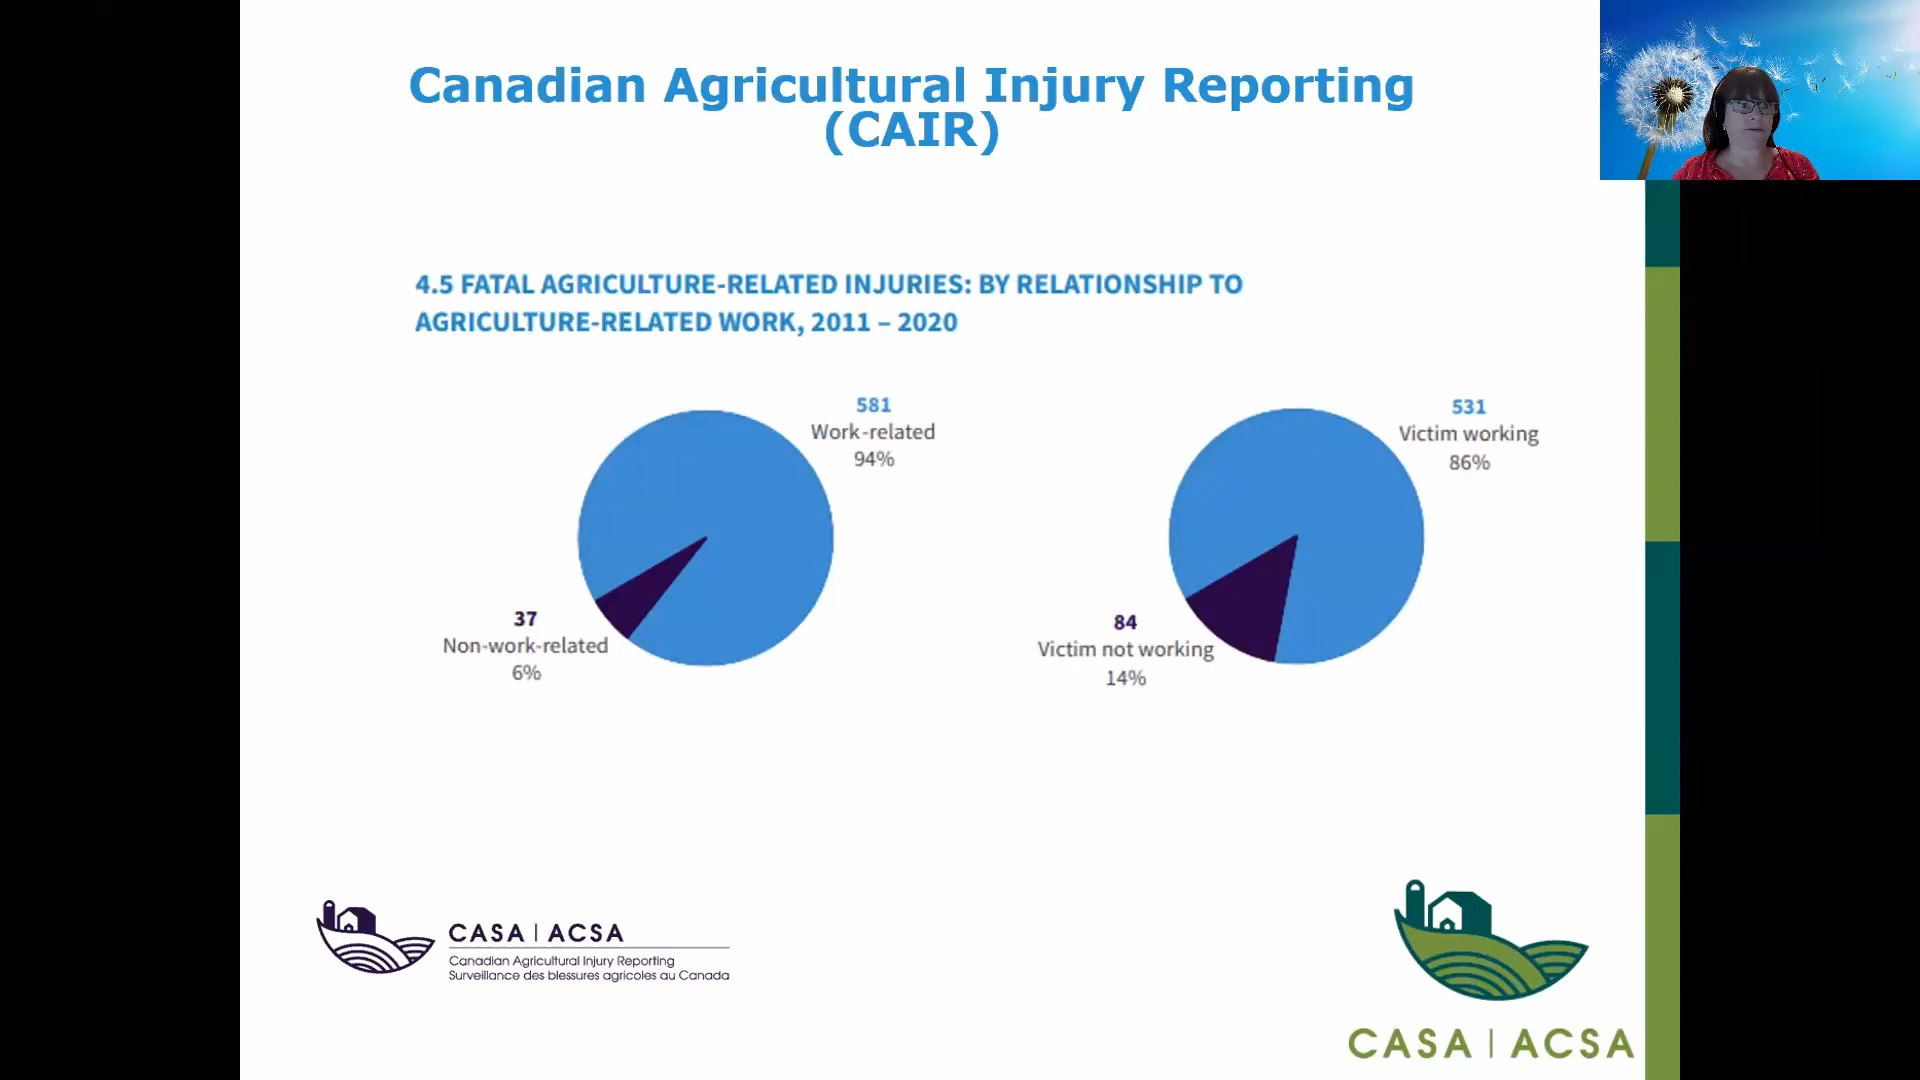 Canadian Agricultural Injury Reporting
(CAIR)
4.5 FATAL AGRICULTURE-RELATED INJURIES: BY RELATIONSHIP TO
AGRICULTURE-RELATED WORK, 2011 – 2020
581
Work-related
94%
37
Non-work-related
6%
531
Victim working
86%
84
Victim not working
14%
CASA | ACSA
Canadian Agricultural Injury Reporting
Surveillance des blessures agricoles au Canada
CASA | ACSA